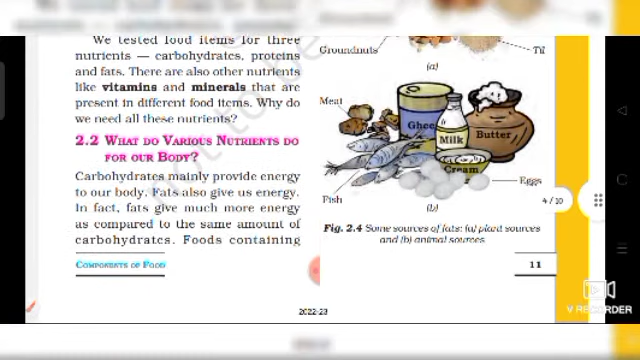 We tested food items for three
nutrients — carbohydrates, proteins
and fats. There are also other nutrients
like vitamins and minerals that are
present in different food items. Why do
we need all these nutrients?
2.2 WHAT DO VARIOUS NUTRIENTS DO
FOR OUR BODY?
Carbohydrates mainly provide energy
to our body. Fats also give us energy.
In fact, fats give much more energy
as compared to the same amount of
carbohydrates. Foods containing
COMPONENTS OF FOOD
Groundnuts
Til
(a)
Meat
Ghee
Milk
Butter
Cream
Eggs
Fish
(b)
4/10
Fig. 2.4 Some sources of fats: (a) plant sources
and (b) animal sources
11
2022-23
V RECORDER